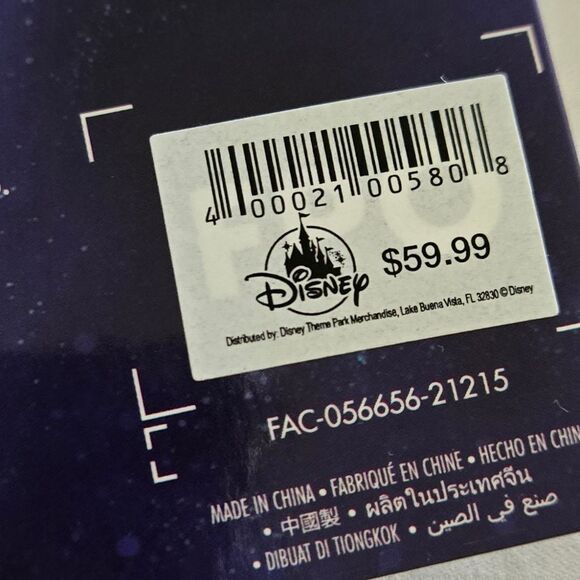 4 00021 00580 8
Disney
$59.99
Distributed by: Disney Theme Park Merchandise, Lake Buena Vista, FL 32830 © Disney
FAC-056656-21215
MADE IN CHINA • FABRIQUÉ EN CHINE • HECHO EN CHIN
• 中國製 • ผลิตในประเทศจีน
• DIBUAT DI TIONGKOK • صنع في الصين •